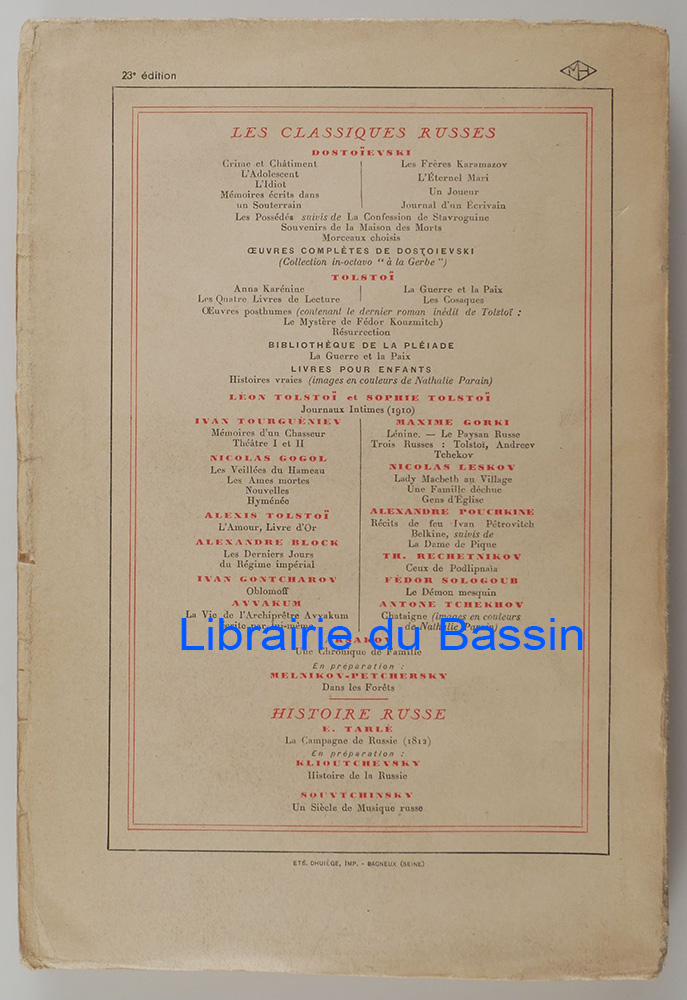 23e édition
MH
LES CLASSIQUES RUSSES
DOSTOÏEVSKI
Crime et Châtiment
L'Adolescent
L'Idiot
Mémoires écrits dans
un Souterrain
Les Frères Karamazov
L'Éternel Mari
Un Joueur
Journal d'un Écrivain
Les Possédés suivis de La Confession de Stavroguine
Souvenirs de la Maison des Morts
Morceaux choisis
ŒUVRES COMPLÈTES DE DOSTOIEVSKI
(Collection in-octavo “ à la Gerbe ”)
TOLSTOÏ
Anna Karénine
Les Quatre Livres de Lecture
La Guerre et la Paix
Les Cosaques
Œuvres posthumes (contenant le dernier roman inédit de Tolstoï :
Le Mystère de Fédor Kouzmitch)
Résurrection
BIBLIOTHÈQUE DE LA PLÉIADE
La Guerre et la Paix
LIVRES POUR ENFANTS
Histoires vraies (images en couleurs de Nathalie Parain)
LÉON TOLSTOÏ et SOPHIE TOLSTOÏ
Journaux Intimes (1910)
IVAN TOURGUÉNIEV
Mémoires d'un Chasseur
Théâtre I et II
NICOLAS GOGOL
Les Veillées du Hameau
Les Ames mortes
Nouvelles
Hyménée
ALEXIS TOLSTOÏ
L'Amour, Livre d'Or
ALEXANDRE BLOCK
Les Derniers Jours
du Régime impérial
IVAN GONTCHAROV
Oblomoff
AVVAKUM
La Vie de l'Archiprêtre Avvakum
écrite par lui-même
MAXIME GORKI
Lénine. — Le Paysan Russe
Trois Russes : Tolstoï, Andreev
Tchekov
NICOLAS LESKOV
Lady Macbeth au Village
Une Famille déchue
Gens d'Église
ALEXANDRE POUCHKINE
Récits de feu Ivan Pétrovitch
Belkine, suivis de
La Dame de Pique
TH. RECHETNIKOV
Ceux de Podlipnaïa
FÉDOR SOLOGOUB
Le Démon mesquin
ANTONE TCHEKHOV
Chataigne (images en couleurs
de Nathalie Parain)
Librairie du Bassin
AKSAKOV
Une Chronique de Famille
En préparation :
MELNIKOV-PETCHERSKY
Dans les Forêts
HISTOIRE RUSSE
E. TARLÉ
La Campagne de Russie (1812)
En préparation :
KLIOUTCHEVSKY
Histoire de la Russie
SOUVTCHINSKY
Un Siècle de Musique russe
ETÉ. DHUIÈGE, IMP. - BAGNEUX (SEINE)